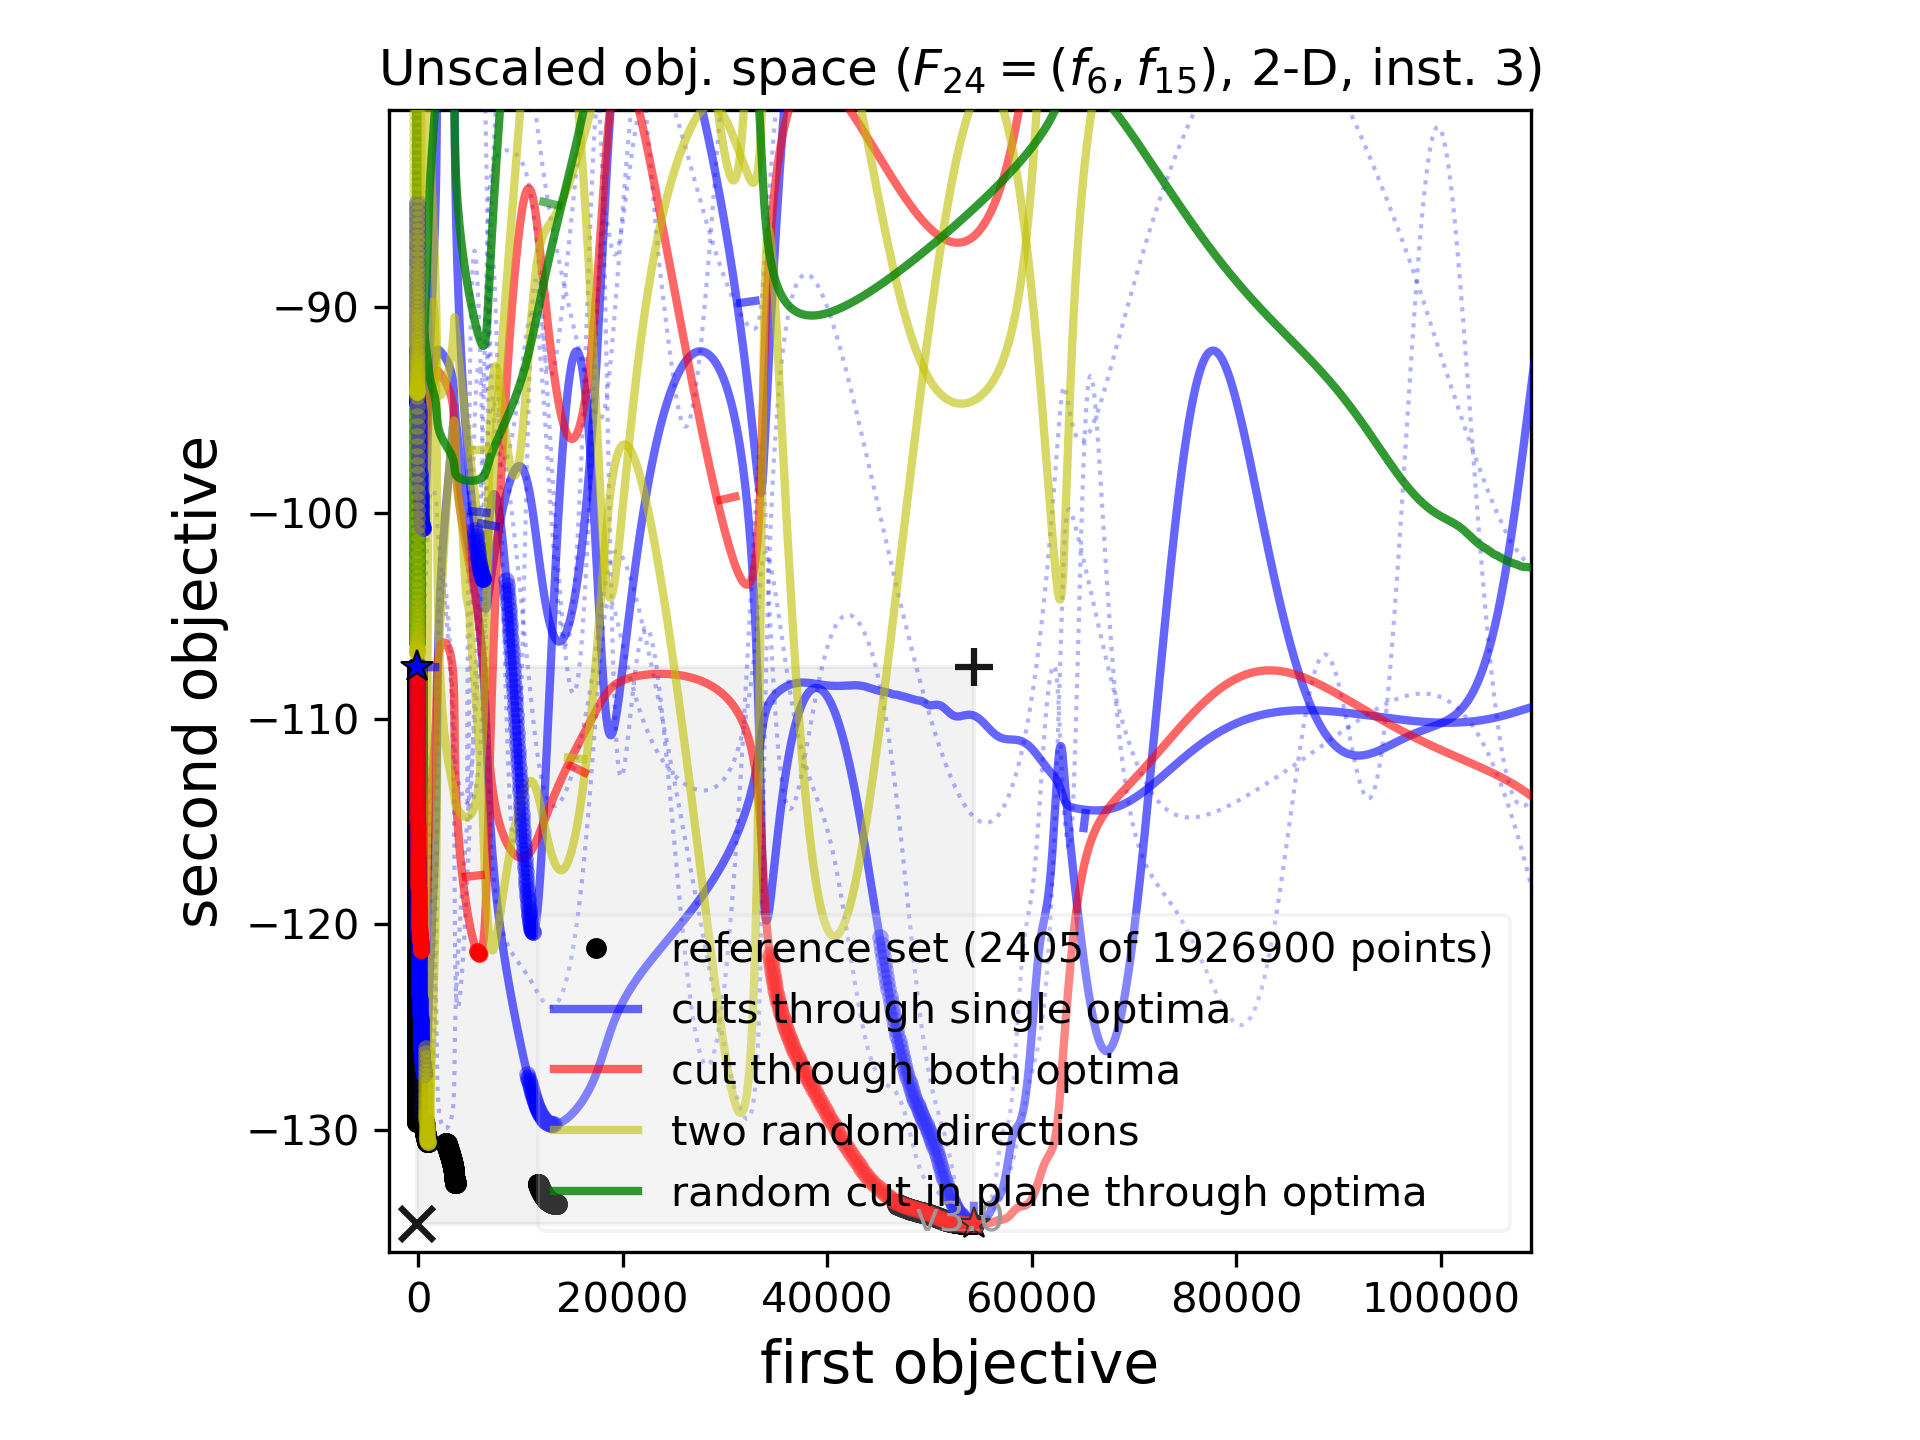 Unscaled obj. space (F24 = (f6, f15), 2-D, inst. 3)
−90
−100
−110
−120
−130
second objective
reference set (2405 of 1926900 points)
cuts through single optima
cut through both optima
two random directions
random cut in plane through optima
v3.0
0 20000 40000 60000 80000 100000
first objective